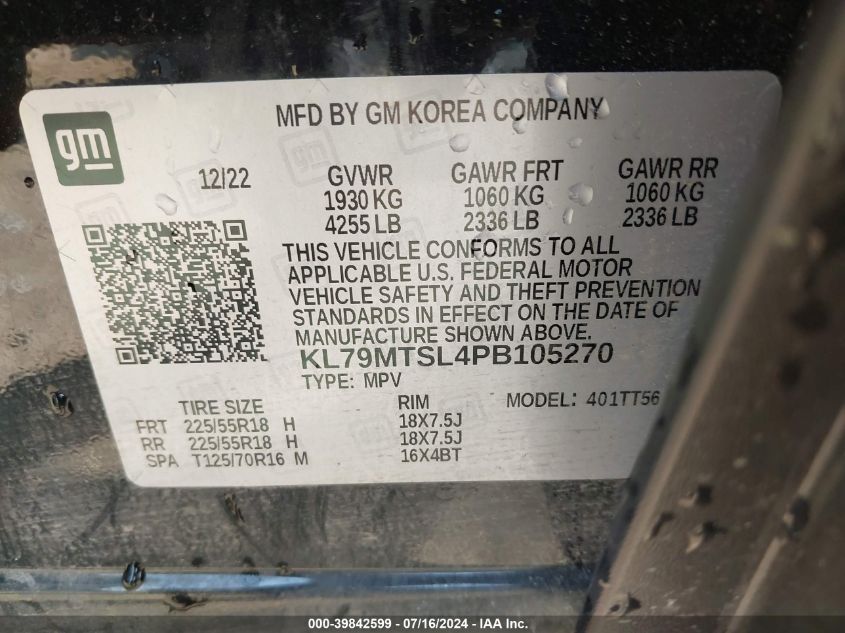 MFD BY GM KOREA COMPANY
gm
12/22 GVWR GAWR FRT GAWR RR
1930 KG 1060 KG 1060 KG
4255 LB 2336 LB 2336 LB
THIS VEHICLE CONFORMS TO ALL
APPLICABLE U.S. FEDERAL MOTOR
VEHICLE SAFETY AND THEFT PREVENTION
STANDARDS IN EFFECT ON THE DATE OF
MANUFACTURE SHOWN ABOVE.
KL79MTSL4PB105270
TYPE: MPV
TIRE SIZE RIM MODEL: 401TT56
FRT 225/55R18 H 18X7.5J
RR 225/55R18 H 18X7.5J
SPA T125/70R16 M 16X4BT
000-39842599 - 07/16/2024 - IAA Inc.